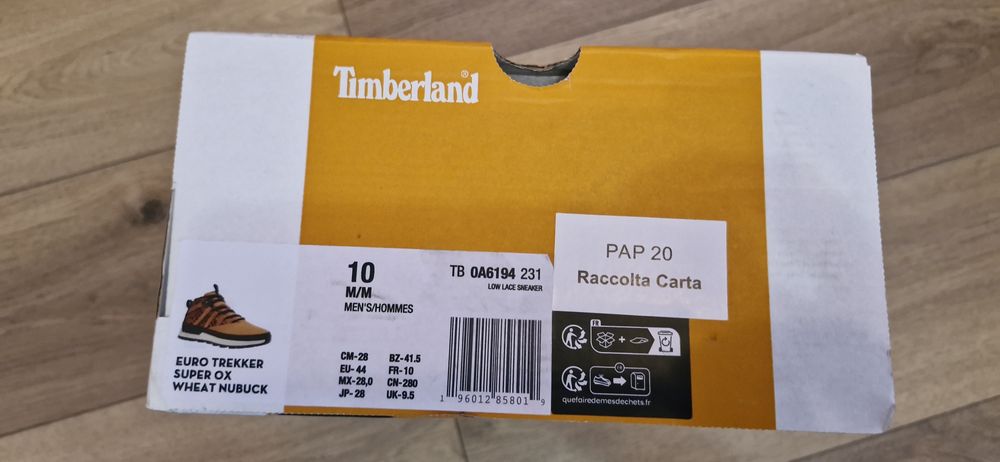 Timberland®
PAP 20
Raccolta Carta
10
M/M
MEN'S/HOMMES
TB 0A6194 231
LOW LACE SNEAKER
EURO TREKKER
SUPER OX
WHEAT NUBUCK
CM-28 BZ-41.5
EU- 44 FR-10
MX-28,0 CN-280
JP- 28 UK-9.5
1 96012 85801 9
FR
quefairedemesdechets.fr